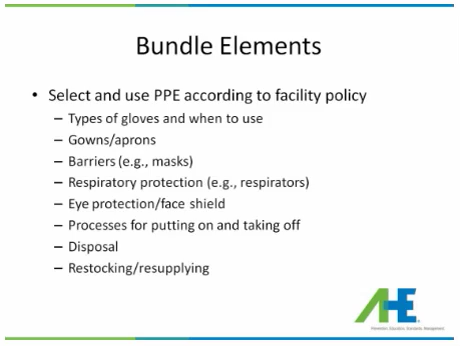 Bundle Elements
• Select and use PPE according to facility policy
– Types of gloves and when to use
– Gowns/aprons
– Barriers (e.g., masks)
– Respiratory protection (e.g., respirators)
– Eye protection/face shield
– Processes for putting on and taking off
– Disposal
– Restocking/resupplying
AHE